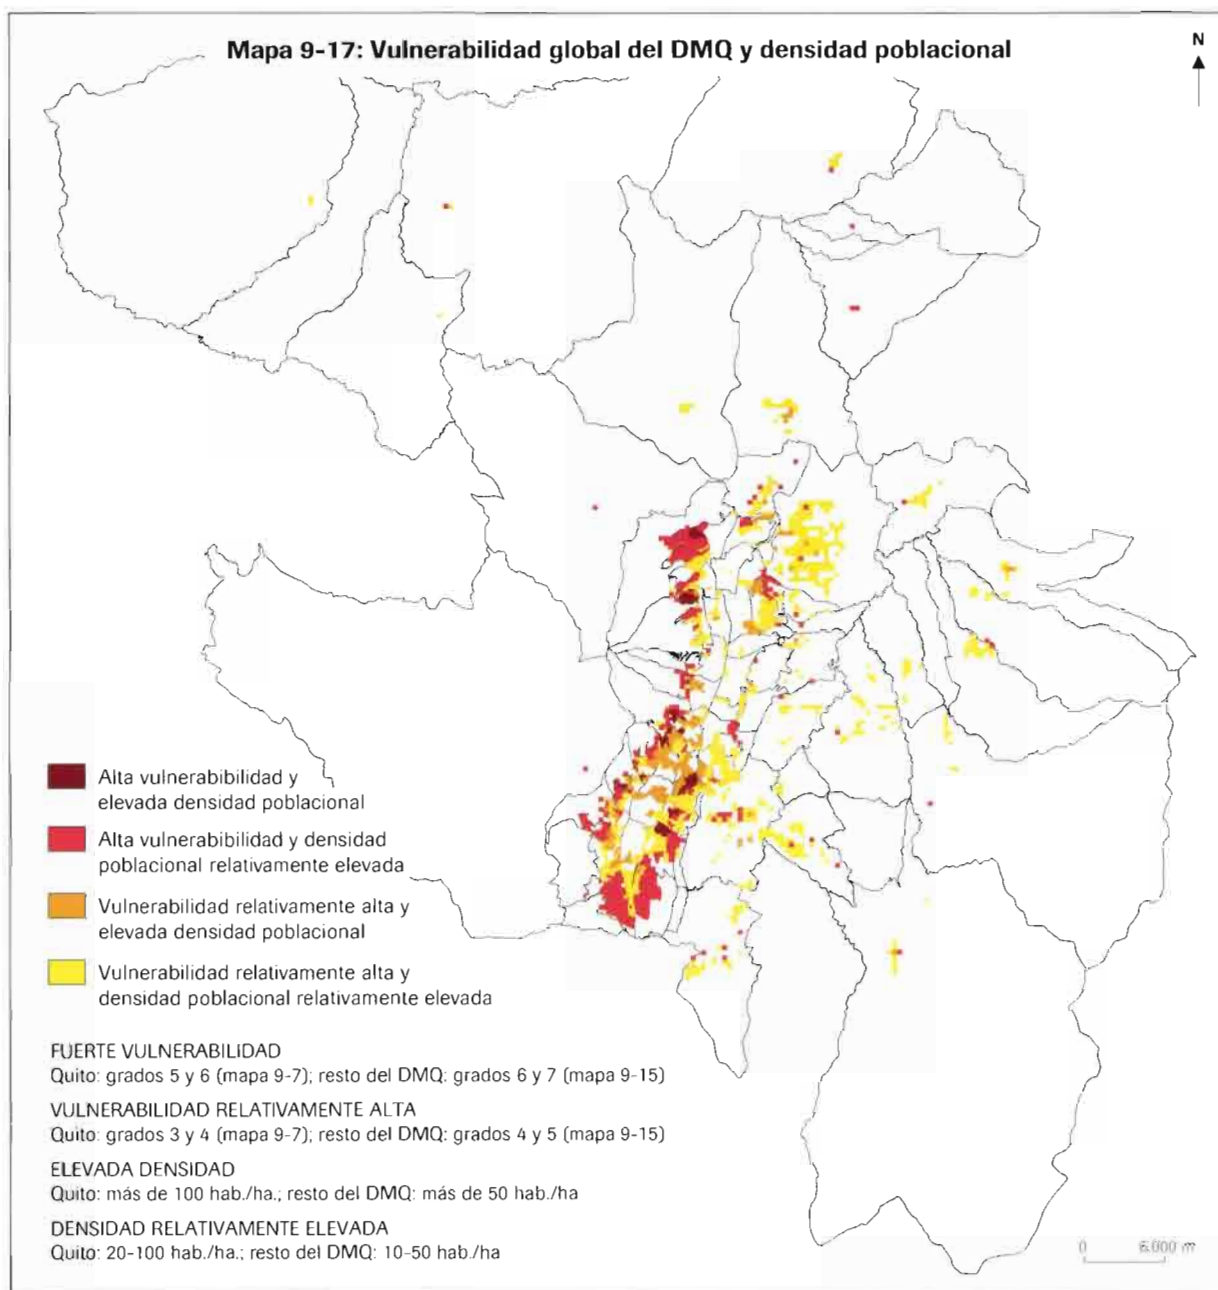 Mapa 9-17: Vulnerabilidad global del DMQ y densidad poblacional
N
Alta vulnerabibilidad y
elevada densidad poblacional
Alta vulnerabibilidad y densidad
poblacional relativamente elevada
Vulnerabilidad relativamente alta y
elevada densidad poblacional
Vulnerabilidad relativamente alta y
densidad poblacional relativamente elevada
FUERTE VULNERABILIDAD
Quito: grados 5 y 6 (mapa 9-7); resto del DMQ: grados 6 y 7 (mapa 9-15)
VULNERABILIDAD RELATIVAMENTE ALTA
Quito: grados 3 y 4 (mapa 9-7); resto del DMQ: grados 4 y 5 (mapa 9-15)
ELEVADA DENSIDAD
Quito: más de 100 hab./ha.; resto del DMQ: más de 50 hab./ha
DENSIDAD RELATIVAMENTE ELEVADA
Quito: 20-100 hab./ha.; resto del DMQ: 10-50 hab./ha
0 6.000 m